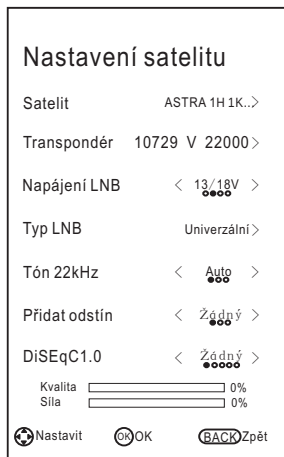 Nastavení satelitu
Satelit ASTRA 1H 1K..>
Transpondér 10729 V 22000>
Napájení LNB < 13/18V >
Typ LNB Univerzální>
Tón 22kHz < Auto >
Přidat odstín < Žádný >
DiSEqC1.0 < Žádný >
Kvalita 0%
Síla 0%
Nastavit OK OK BACK Zpět